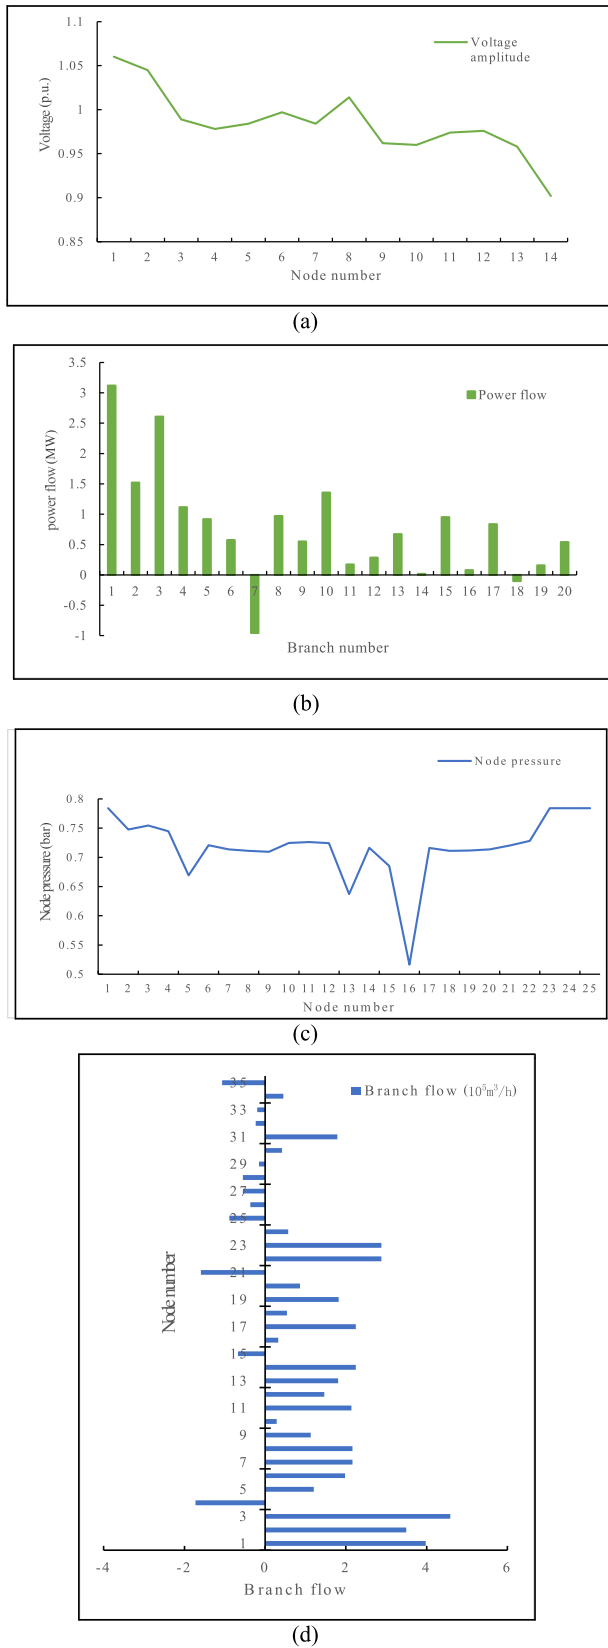 1.1
1.05
1
0.95
0.9
0.85
Voltage (p.u.)
Voltage
amplitude
1 2 3 4 5 6 7 8 9 10 11 12 13 14
Node number
(a)
3.5
3
2.5
2
1.5
1
0.5
0
-0.5
-1
power flow (MW)
Power flow
1 2 3 4 5 6 7 8 9 10 11 12 13 14 15 16 17 18 19 20
Branch number
(b)
Node pressure
0.8
0.75
0.7
0.65
0.6
0.55
0.5
Node pressure (bar)
1 2 3 4 5 6 7 8 9 10 11 12 13 14 15 16 17 18 19 20 21 22 23 24 25
Node number
(c)
Branch flow (10⁵m³/h)
35
33
31
29
27
25
23
21
19
17
15
13
11
9
7
5
3
1
Node number
-4 -2 0 2 4 6
Branch flow
(d)